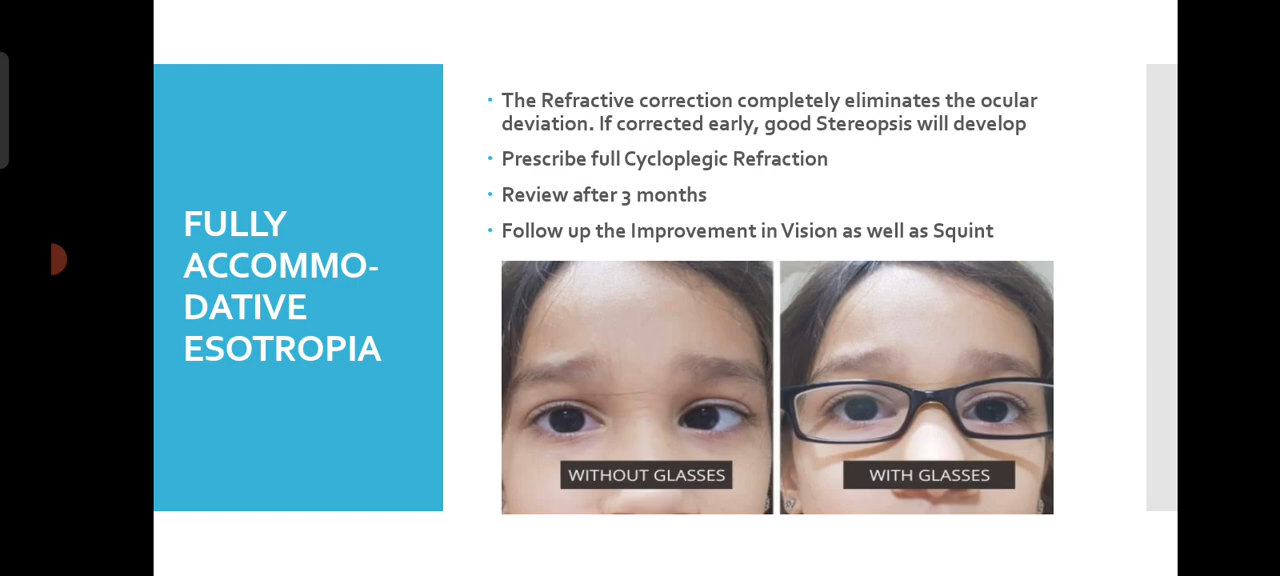 FULLY
ACCOMMO-
DATIVE
ESOTROPIA
• The Refractive correction completely eliminates the ocular
deviation. If corrected early, good Stereopsis will develop
• Prescribe full Cycloplegic Refraction
• Review after 3 months
• Follow up the Improvement in Vision as well as Squint
WITHOUT GLASSES
WITH GLASSES